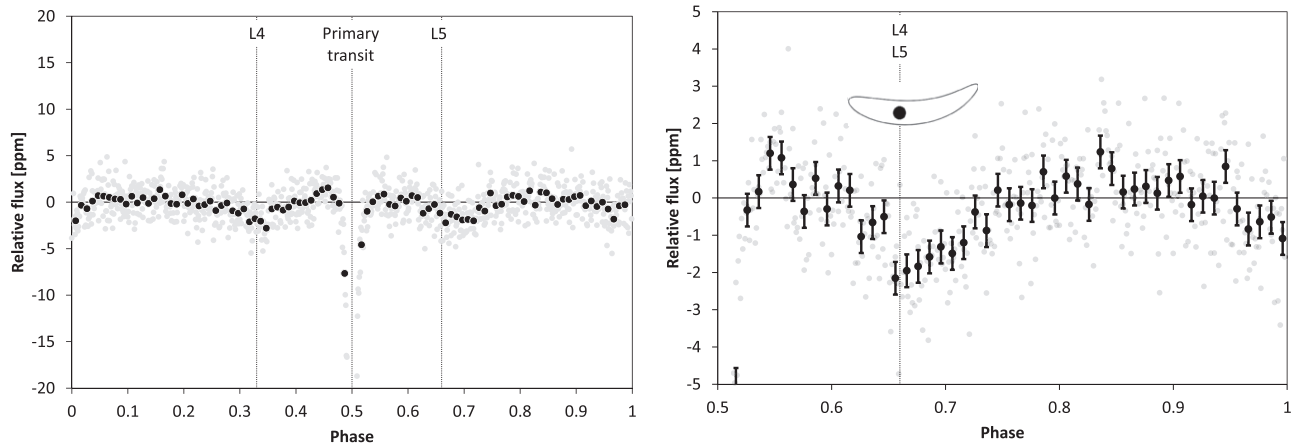 20
15
10
5
0
-5
-10
-15
-20
Relative flux [ppm]
L4
Primary
transit
L5
0 0.1 0.2 0.3 0.4 0.5 0.6 0.7 0.8 0.9 1
Phase
5
4
3
2
1
0
-1
-2
-3
-4
-5
Relative flux [ppm]
L4
L5
0.5 0.6 0.7 0.8 0.9 1
Phase